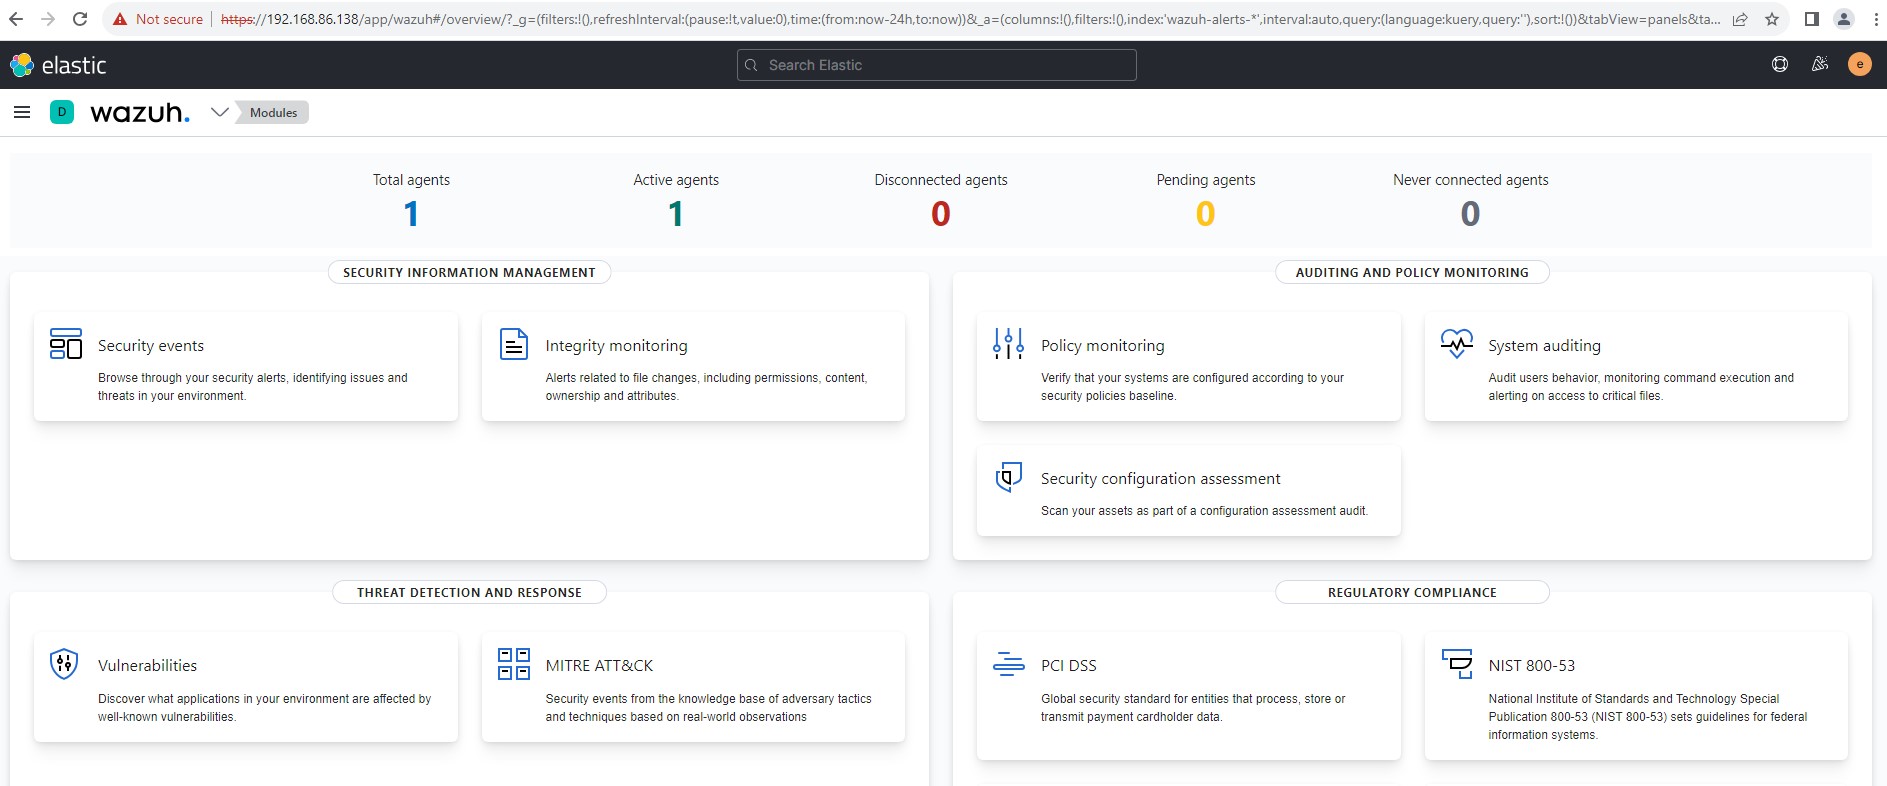 Not secure
https://192.168.86.138/app/wazuh#/overview/?_g=(filters:!(),refreshInterval:(pause:!t,value:0),time:(from:now-24h,to:now))&_a=(columns:!(),filters:!(),index:'wazuh-alerts-*',interval:auto,query:(language:kuery,query:''),sort:!())&tabView=panels&ta...
elastic
Search Elastic
e
D
wazuh.
Modules
Total agents
1
Active agents
1
Disconnected agents
0
Pending agents
0
Never connected agents
0
SECURITY INFORMATION MANAGEMENT
Security events
Browse through your security alerts, identifying issues and
threats in your environment.
Integrity monitoring
Alerts related to file changes, including permissions, content,
ownership and attributes.
AUDITING AND POLICY MONITORING
Policy monitoring
Verify that your systems are configured according to your
security policies baseline.
System auditing
Audit users behavior, monitoring command execution and
alerting on access to critical files.
Security configuration assessment
Scan your assets as part of a configuration assessment audit.
THREAT DETECTION AND RESPONSE
Vulnerabilities
Discover what applications in your environment are affected by
well-known vulnerabilities.
MITRE ATT&CK
Security events from the knowledge base of adversary tactics
and techniques based on real-world observations
REGULATORY COMPLIANCE
PCI DSS
Global security standard for entities that process, store or
transmit payment cardholder data.
NIST 800-53
National Institute of Standards and Technology Special
Publication 800-53 (NIST 800-53) sets guidelines for federal
information systems.